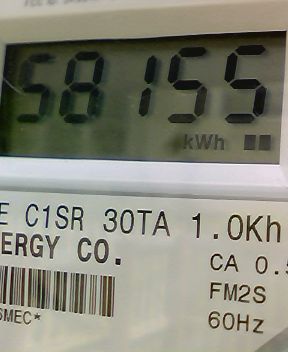 58155
kWh
E C1SR 30TA 1.0Kh
ERGY CO.
CA 0.5
FM2S
SMEC*
60Hz